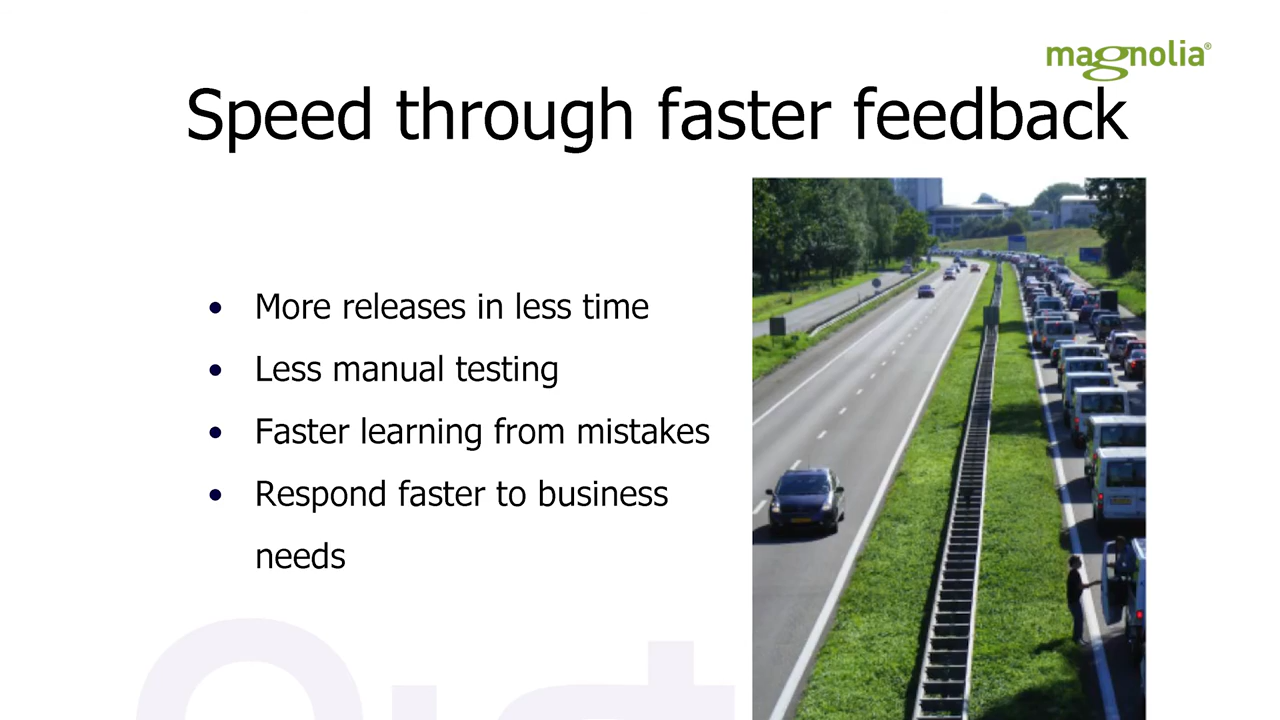 magnolia®
Speed through faster feedback
• More releases in less time
• Less manual testing
• Faster learning from mistakes
• Respond faster to business
needs